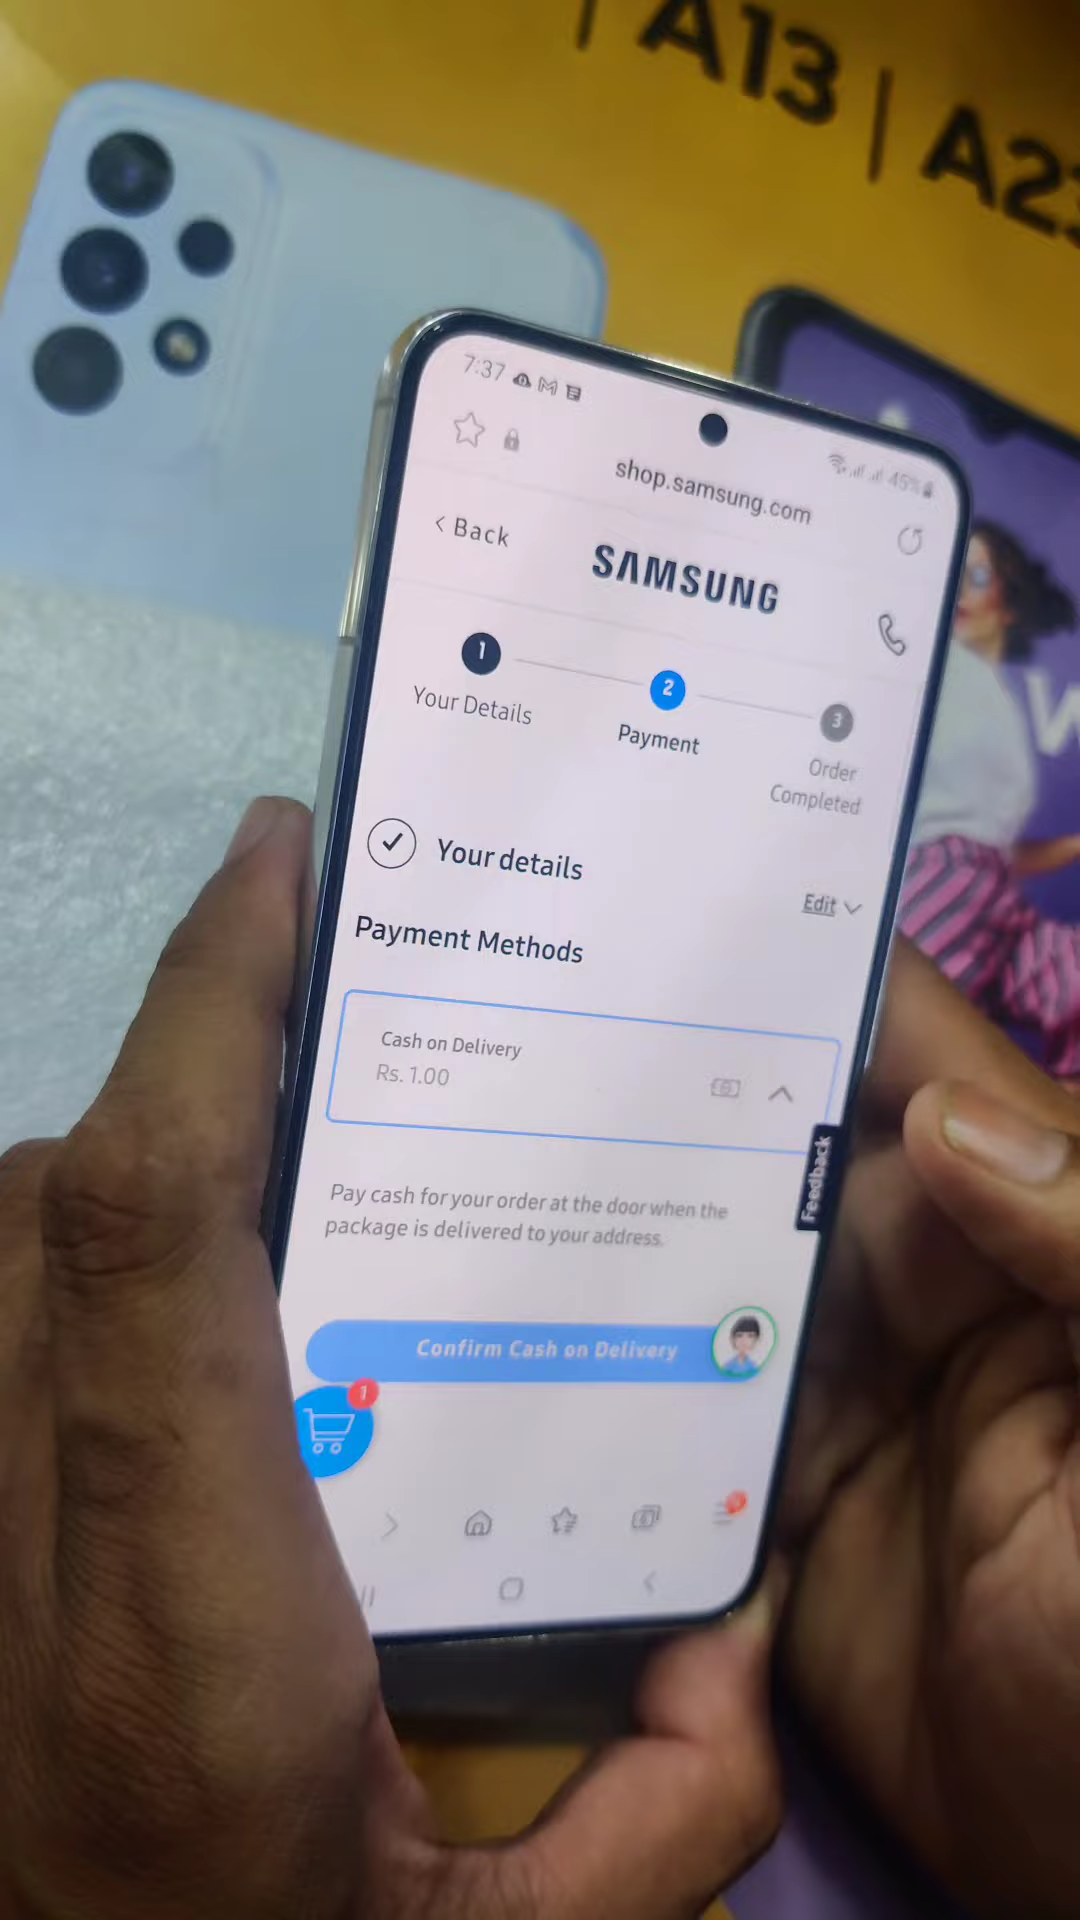 A13 | A23
7:37
45%
shop.samsung.com
< Back
SAMSUNG
1
2
3
Your Details
Payment
Order
Completed
Your details
Edit
Payment Methods
Cash on Delivery
Rs. 1.00
Feedback
Pay cash for your order at the door when the
package is delivered to your address.
Confirm Cash on Delivery
1